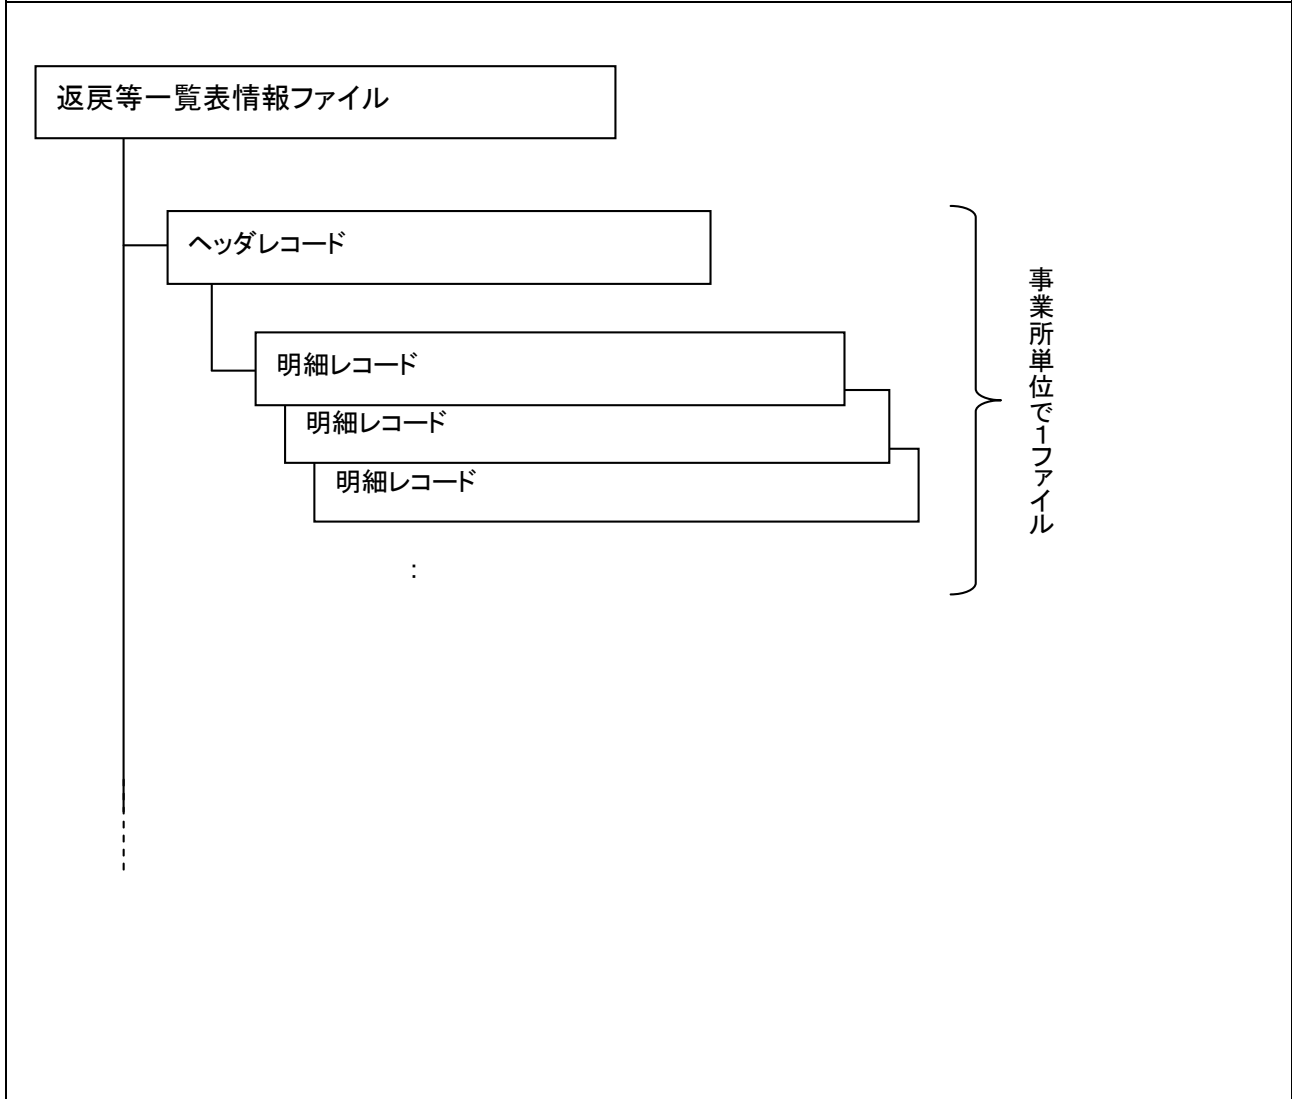 返戻等一覧表情報ファイル
ヘッダレコード
明細レコード
明細レコード
明細レコード
:
事業所単位で1ファイル